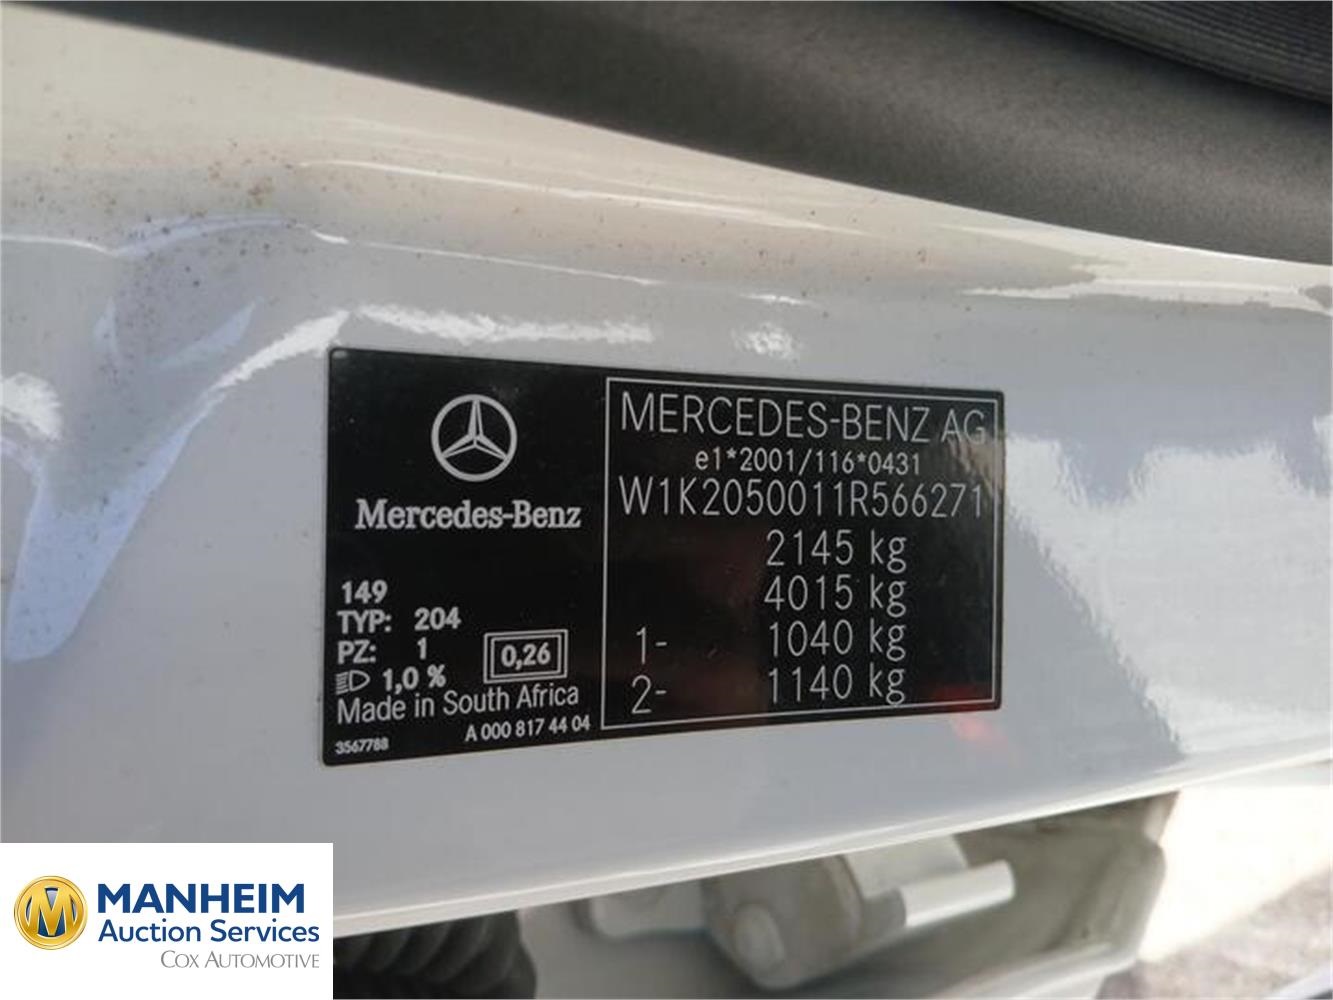 Mercedes-Benz
149
TYP: 204
PZ: 1
1,0 %
0,26
Made in South Africa
A 000 817 44 04
3567788
MERCEDES-BENZ AG
e1*2001/116*0431
W1K2050011R566271
2145 kg
4015 kg
1- 1040 kg
2- 1140 kg
MANHEIM
Auction Services
COX AUTOMOTIVE